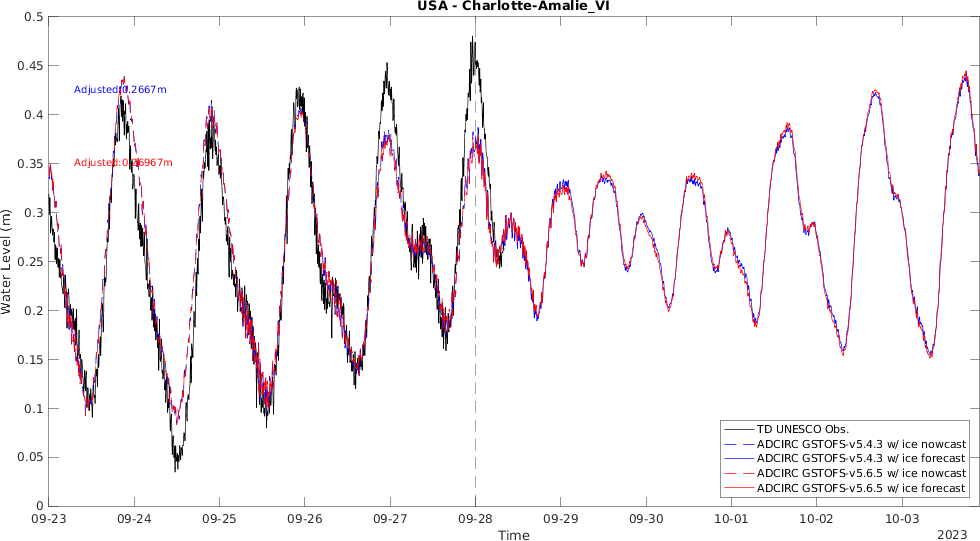 USA - Charlotte-Amalie_VI
0.5
0.45
0.4
0.35
0.3
0.25
0.2
0.15
0.1
0.05
0
Water Level (m)
Adjusted:0.2667m
Adjusted:0.26967m
TD UNESCO Obs.
ADCIRC GSTOFS-v5.4.3 w/ ice nowcast
ADCIRC GSTOFS-v5.4.3 w/ ice forecast
ADCIRC GSTOFS-v5.6.5 w/ ice nowcast
ADCIRC GSTOFS-v5.6.5 w/ ice forecast
09-23 09-24 09-25 09-26 09-27 09-28 09-29 09-30 10-01 10-02 10-03
Time
2023